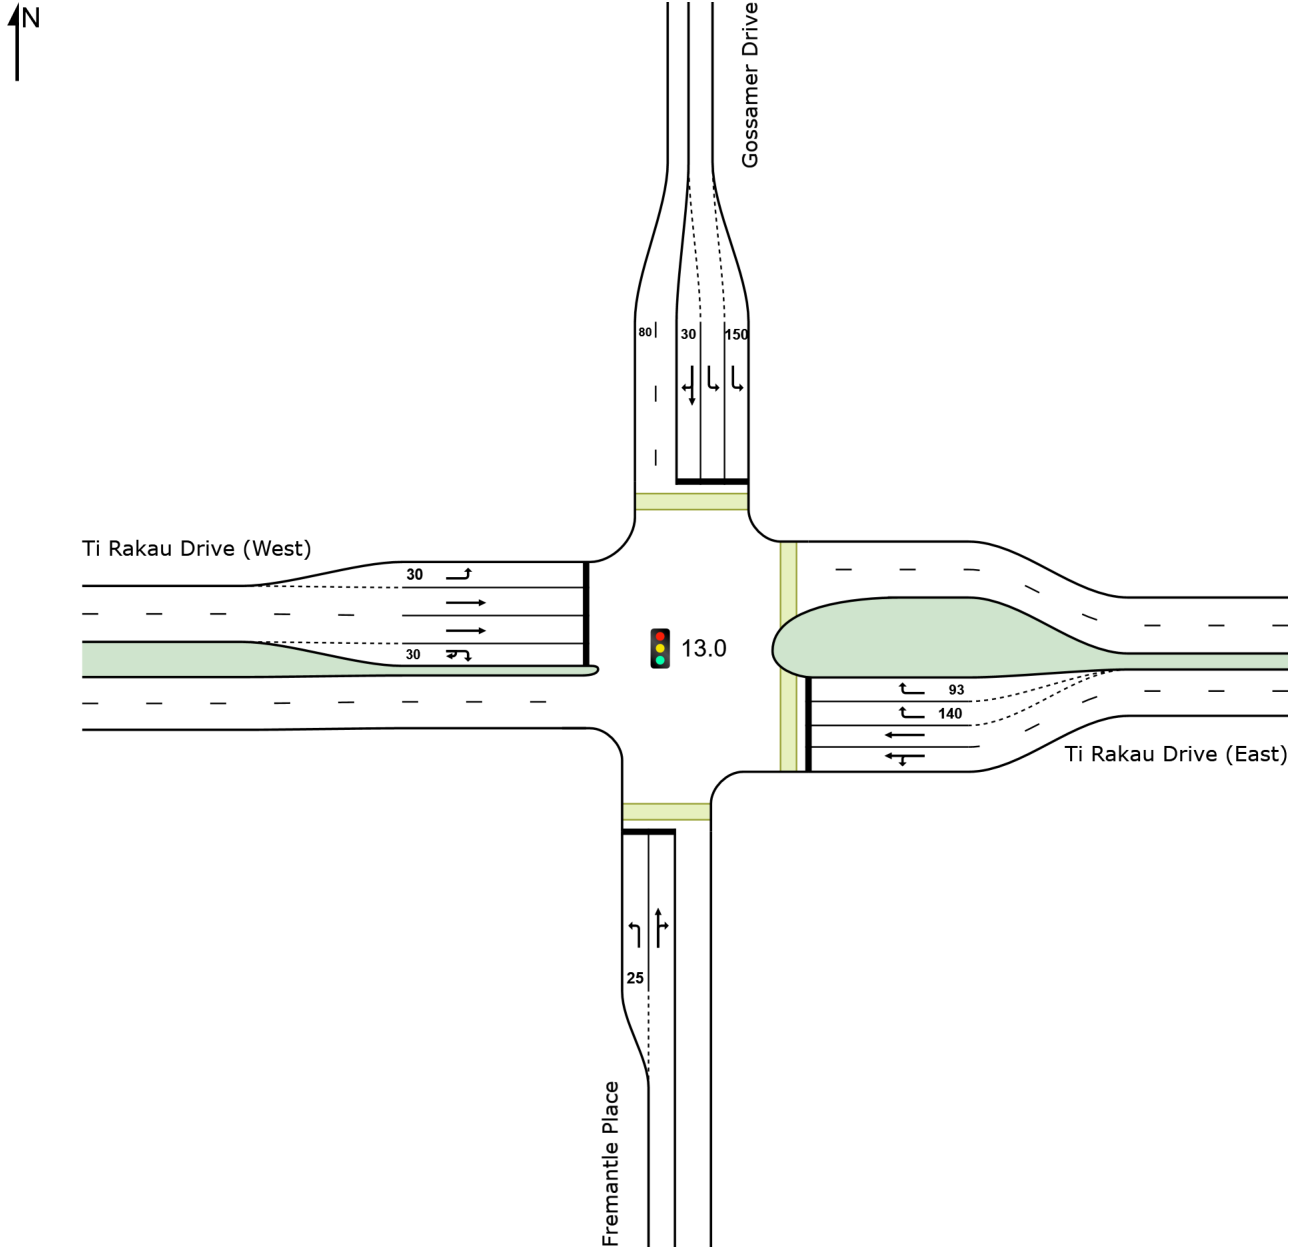 N
Gossamer Drive
80
30
150
Ti Rakau Drive (West)
30
30
13.0
93
140
Ti Rakau Drive (East)
25
Fremantle Place